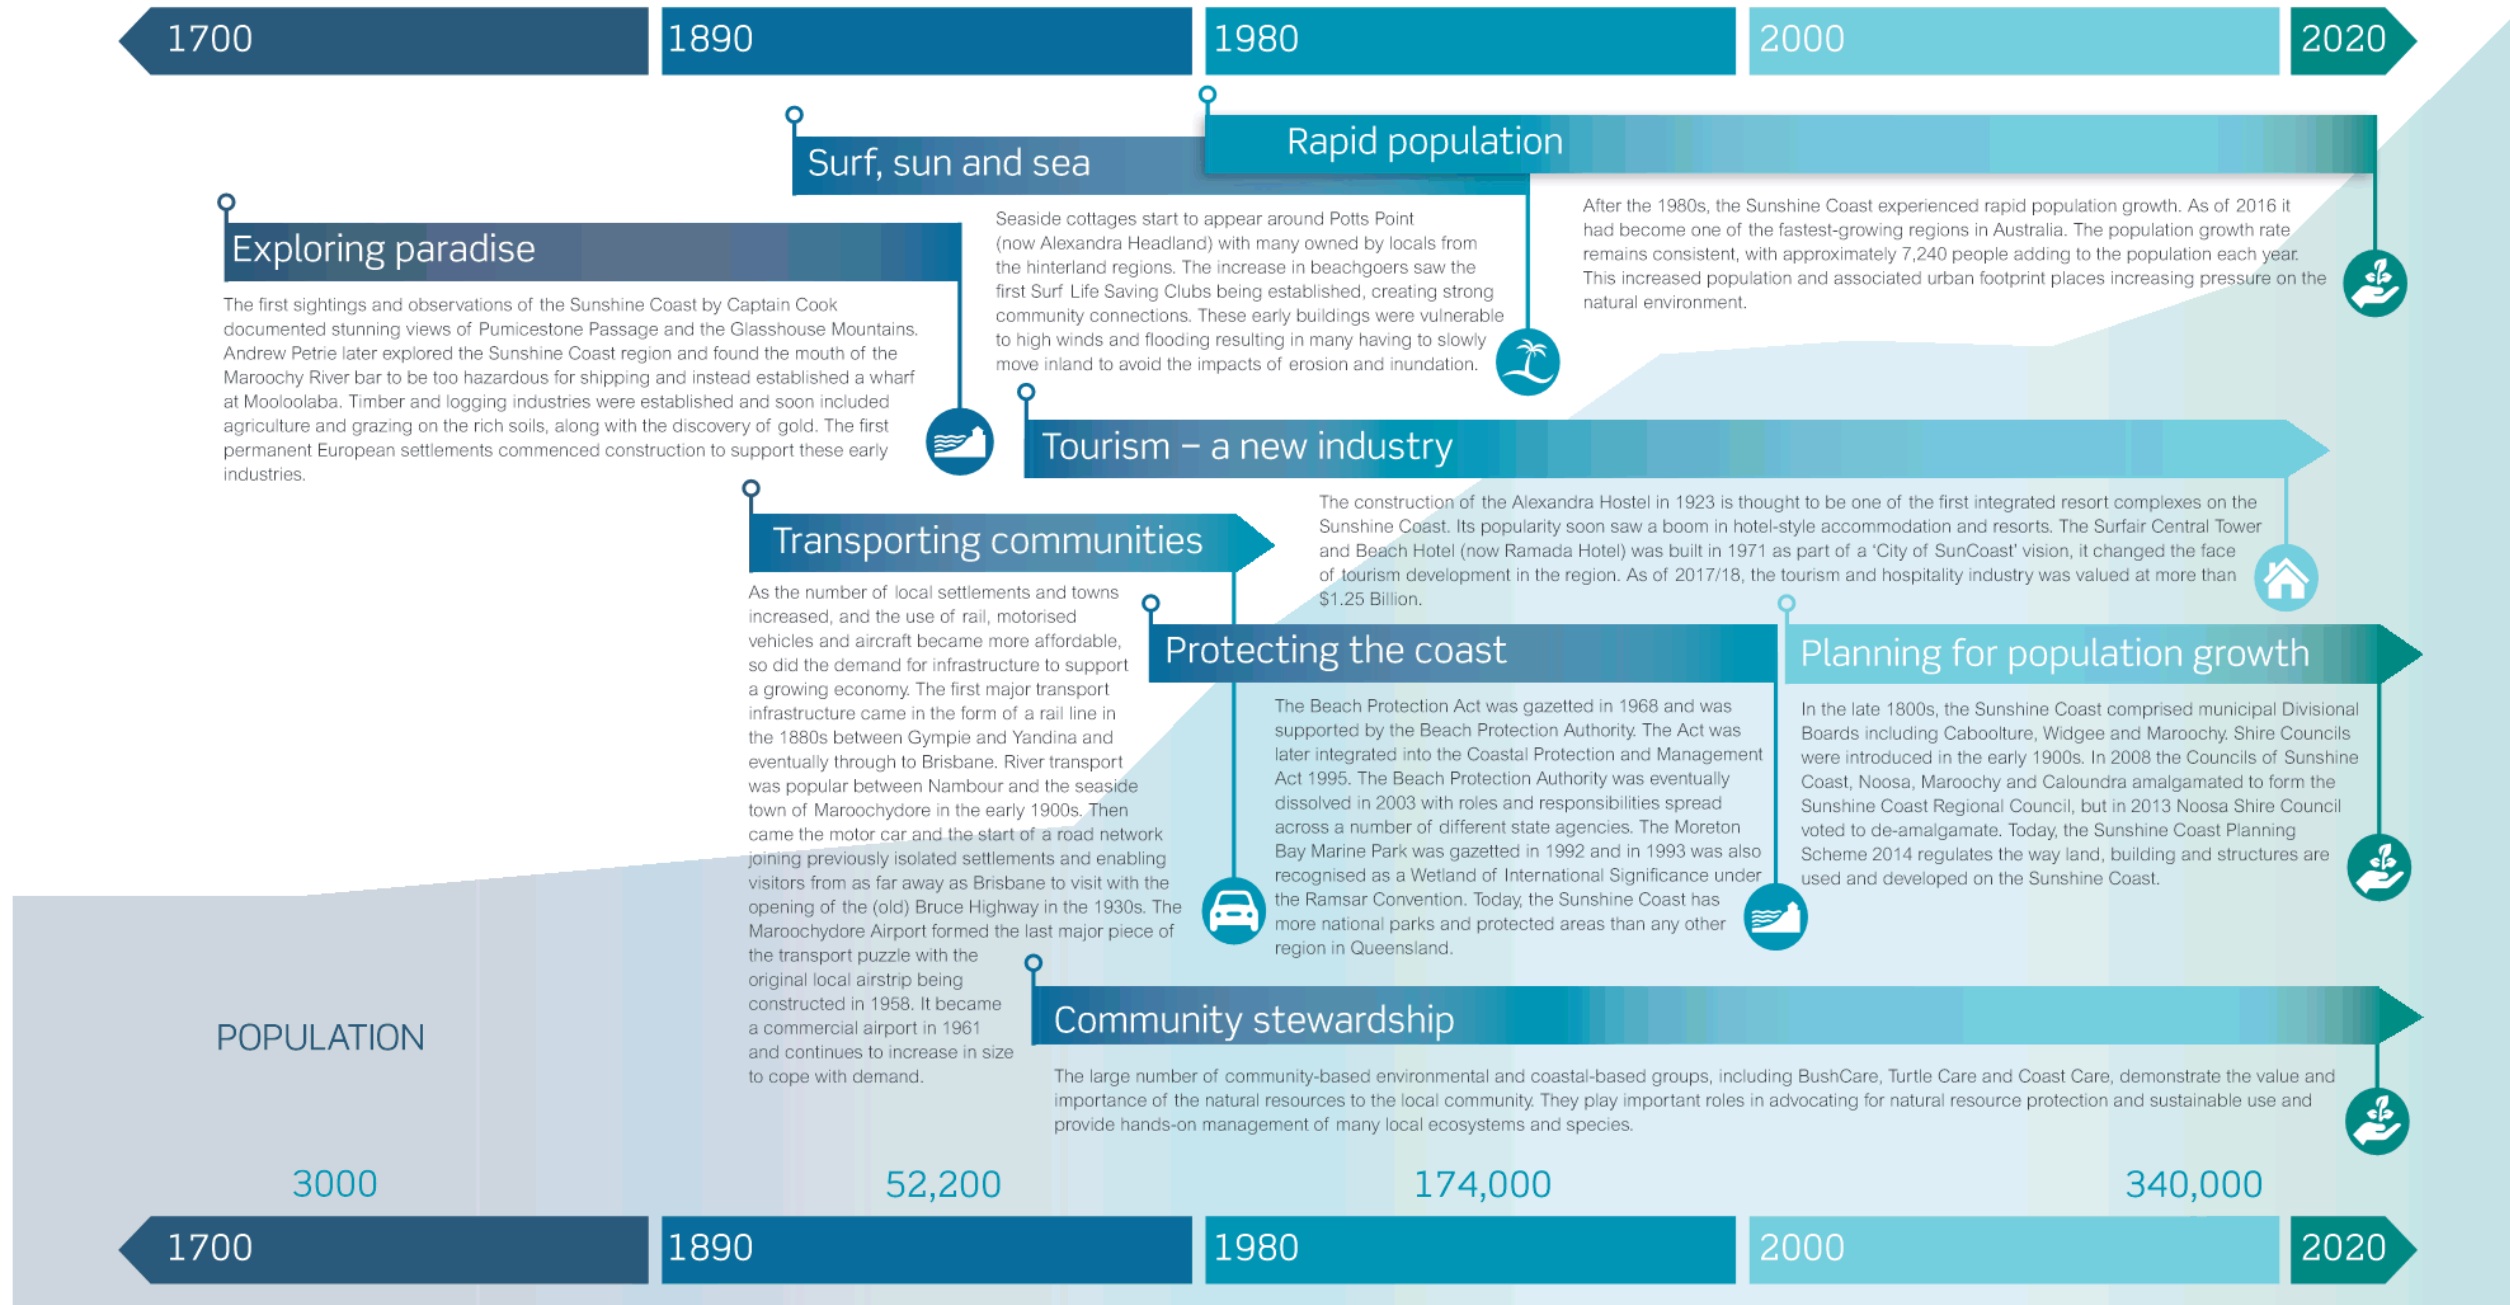 1700
1890
1980
2000
2020
Exploring paradise
The first sightings and observations of the Sunshine Coast by Captain Cook
documented stunning views of Pumicestone Passage and the Glasshouse Mountains.
Andrew Petrie later explored the Sunshine Coast region and found the mouth of the
Maroochy River bar to be too hazardous for shipping and instead established a wharf
at Mooloolaba. Timber and logging industries were established and soon included
agriculture and grazing on the rich soils, along with the discovery of gold. The first
permanent European settlements commenced construction to support these early
industries.
Surf, sun and sea
Seaside cottages start to appear around Potts Point
(now Alexandra Headland) with many owned by locals from
the hinterland regions. The increase in beachgoers saw the
first Surf Life Saving Clubs being established, creating strong
community connections. These early buildings were vulnerable
to high winds and flooding resulting in many having to slowly
move inland to avoid the impacts of erosion and inundation.
Rapid population
After the 1980s, the Sunshine Coast experienced rapid population growth. As of 2016 it
had become one of the fastest-growing regions in Australia. The population growth rate
remains consistent, with approximately 7,240 people adding to the population each year.
This increased population and associated urban footprint places increasing pressure on the
natural environment.
Tourism – a new industry
The construction of the Alexandra Hostel in 1923 is thought to be one of the first integrated resort complexes on the
Sunshine Coast. Its popularity soon saw a boom in hotel-style accommodation and resorts. The Surfair Central Tower
and Beach Hotel (now Ramada Hotel) was built in 1971 as part of a ‘City of SunCoast’ vision, it changed the face
of tourism development in the region. As of 2017/18, the tourism and hospitality industry was valued at more than
$1.25 Billion.
Transporting communities
As the number of local settlements and towns
increased, and the use of rail, motorised
vehicles and aircraft became more affordable,
so did the demand for infrastructure to support
a growing economy. The first major transport
infrastructure came in the form of a rail line in
the 1880s between Gympie and Yandina and
eventually through to Brisbane. River transport
was popular between Nambour and the seaside
town of Maroochydore in the early 1900s. Then
came the motor car and the start of a road network
joining previously isolated settlements and enabling
visitors from as far away as Brisbane to visit with the
opening of the (old) Bruce Highway in the 1930s. The
Maroochydore Airport formed the last major piece of
the transport puzzle with the
original local airstrip being
constructed in 1958. It became
a commercial airport in 1961
and continues to increase in size
to cope with demand.
Protecting the coast
The Beach Protection Act was gazetted in 1968 and was
supported by the Beach Protection Authority. The Act was
later integrated into the Coastal Protection and Management
Act 1995. The Beach Protection Authority was eventually
dissolved in 2003 with roles and responsibilities spread
across a number of different state agencies. The Moreton
Bay Marine Park was gazetted in 1992 and in 1993 was also
recognised as a Wetland of International Significance under
the Ramsar Convention. Today, the Sunshine Coast has
more national parks and protected areas than any other
region in Queensland.
Planning for population growth
In the late 1800s, the Sunshine Coast comprised municipal Divisional
Boards including Caboolture, Widgee and Maroochy. Shire Councils
were introduced in the early 1900s. In 2008 the Councils of Sunshine
Coast, Noosa, Maroochy and Caloundra amalgamated to form the
Sunshine Coast Regional Council, but in 2013 Noosa Shire Council
voted to de-amalgamate. Today, the Sunshine Coast Planning
Scheme 2014 regulates the way land, building and structures are
used and developed on the Sunshine Coast.
Community stewardship
The large number of community-based environmental and coastal-based groups, including BushCare, Turtle Care and Coast Care, demonstrate the value and
importance of the natural resources to the local community. They play important roles in advocating for natural resource protection and sustainable use and
provide hands-on management of many local ecosystems and species.
POPULATION
3000
52,200
174,000
340,000
1700
1890
1980
2000
2020